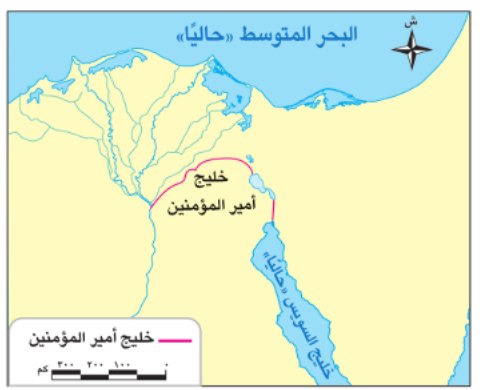 ش
البحر المتوسط «حاليًا»
خليج
أمير المؤمنين
خليج السويس «حاليًا»
خليج أمير المؤمنين
٣٠٠ ٢٠٠ ١٠٠ ٠ كم